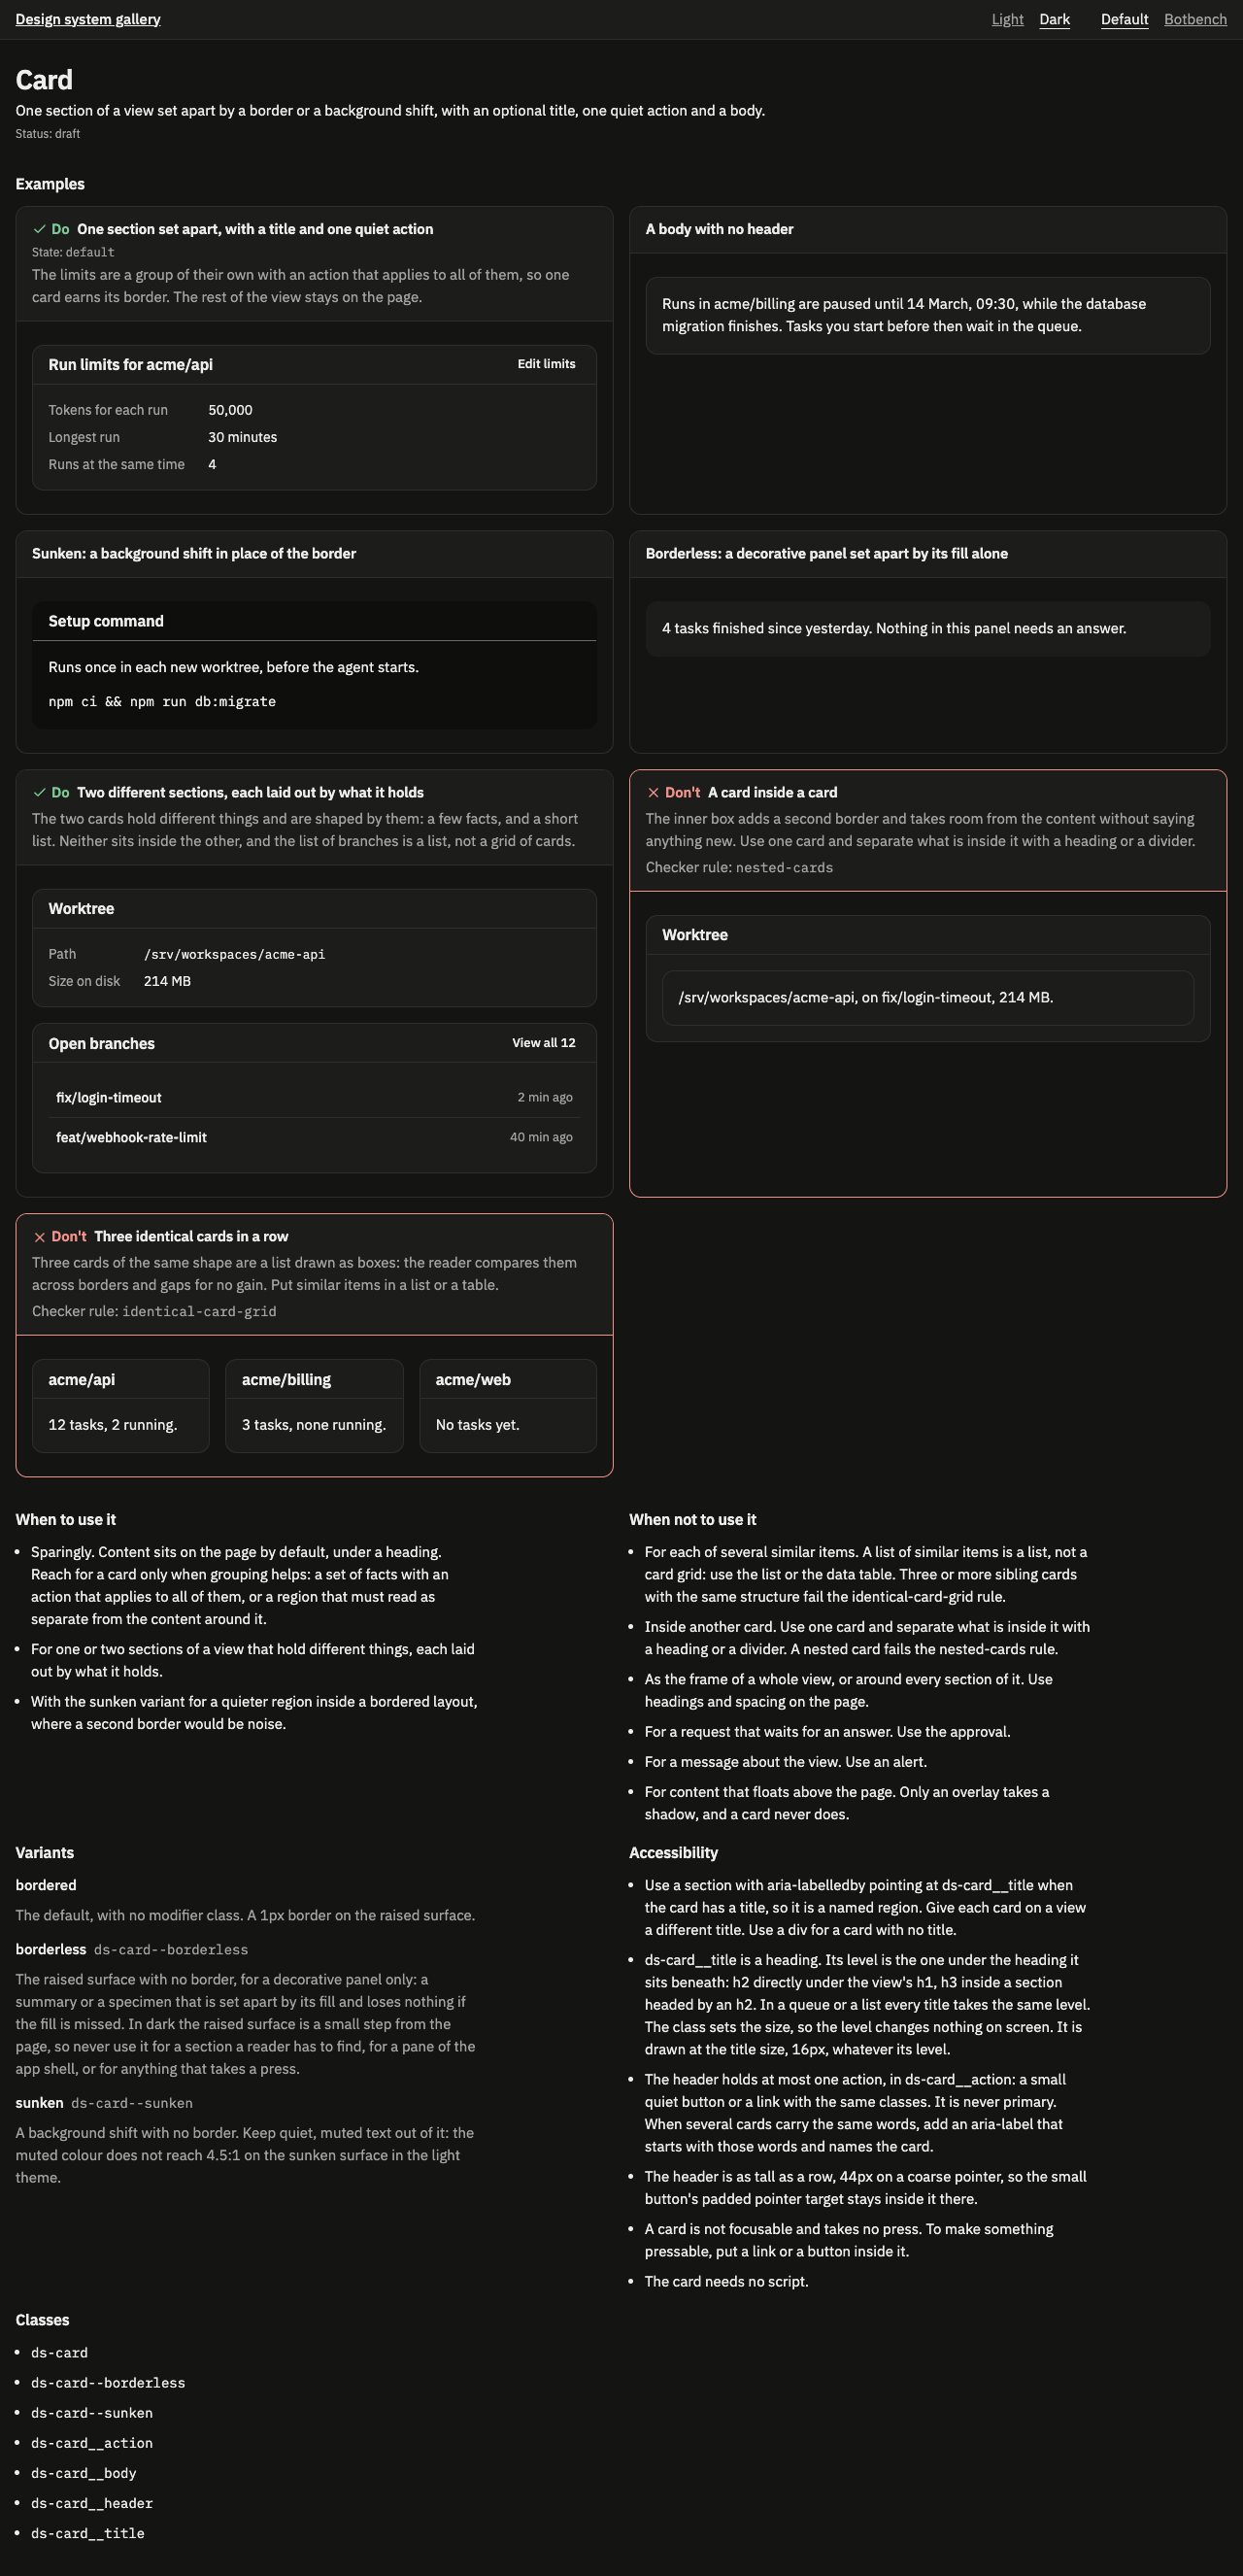 Design system gallery
Light Dark Default Botbench
Card
One section of a view set apart by a border or a background shift, with an optional title, one quiet action and a body.
Status: draft
Examples
Do One section set apart, with a title and one quiet action
State: default
The limits are a group of their own with an action that applies to all of them, so one
card earns its border. The rest of the view stays on the page.
Run limits for acme/api Edit limits
Tokens for each run 50,000
Longest run 30 minutes
Runs at the same time 4
A body with no header
Runs in acme/billing are paused until 14 March, 09:30, while the database
migration finishes. Tasks you start before then wait in the queue.
Sunken: a background shift in place of the border
Setup command
Runs once in each new worktree, before the agent starts.
npm ci && npm run db:migrate
Borderless: a decorative panel set apart by its fill alone
4 tasks finished since yesterday. Nothing in this panel needs an answer.
Do Two different sections, each laid out by what it holds
The two cards hold different things and are shaped by them: a few facts, and a short
list. Neither sits inside the other, and the list of branches is a list, not a grid of cards.
Worktree
Path /srv/workspaces/acme-api
Size on disk 214 MB
Open branches View all 12
fix/login-timeout 2 min ago
feat/webhook-rate-limit 40 min ago
Don't A card inside a card
The inner box adds a second border and takes room from the content without saying
anything new. Use one card and separate what is inside it with a heading or a divider.
Checker rule: nested-cards
Worktree
/srv/workspaces/acme-api, on fix/login-timeout, 214 MB.
Don't Three identical cards in a row
Three cards of the same shape are a list drawn as boxes: the reader compares them
across borders and gaps for no gain. Put similar items in a list or a table.
Checker rule: identical-card-grid
acme/api
12 tasks, 2 running.
acme/billing
3 tasks, none running.
acme/web
No tasks yet.
When to use it
Sparingly. Content sits on the page by default, under a heading.
Reach for a card only when grouping helps: a set of facts with an
action that applies to all of them, or a region that must read as
separate from the content around it.
For one or two sections of a view that hold different things, each laid
out by what it holds.
With the sunken variant for a quieter region inside a bordered layout,
where a second border would be noise.
When not to use it
For each of several similar items. A list of similar items is a list, not a
card grid: use the list or the data table. Three or more sibling cards
with the same structure fail the identical-card-grid rule.
Inside another card. Use one card and separate what is inside it with
a heading or a divider. A nested card fails the nested-cards rule.
As the frame of a whole view, or around every section of it. Use
headings and spacing on the page.
For a request that waits for an answer. Use the approval.
For a message about the view. Use an alert.
For content that floats above the page. Only an overlay takes a
shadow, and a card never does.
Variants
bordered
The default, with no modifier class. A 1px border on the raised surface.
borderless ds-card--borderless
The raised surface with no border, for a decorative panel only: a
summary or a specimen that is set apart by its fill and loses nothing if
the fill is missed. In dark the raised surface is a small step from the
page, so never use it for a section a reader has to find, for a pane of the
app shell, or for anything that takes a press.
sunken ds-card--sunken
A background shift with no border. Keep quiet, muted text out of it: the
muted colour does not reach 4.5:1 on the sunken surface in the light
theme.
Accessibility
Use a section with aria-labelledby pointing at ds-card__title when
the card has a title, so it is a named region. Give each card on a view
a different title. Use a div for a card with no title.
ds-card__title is a heading. Its level is the one under the heading it
sits beneath: h2 directly under the view's h1, h3 inside a section
headed by an h2. In a queue or a list every title takes the same level.
The class sets the size, so the level changes nothing on screen. It is
drawn at the title size, 16px, whatever its level.
The header holds at most one action, in ds-card__action: a small
quiet button or a link with the same classes. It is never primary.
When several cards carry the same words, add an aria-label that
starts with those words and names the card.
The header is as tall as a row, 44px on a coarse pointer, so the small
button's padded pointer target stays inside it there.
A card is not focusable and takes no press. To make something
pressable, put a link or a button inside it.
The card needs no script.
Classes
ds-card
ds-card--borderless
ds-card--sunken
ds-card__action
ds-card__body
ds-card__header
ds-card__title